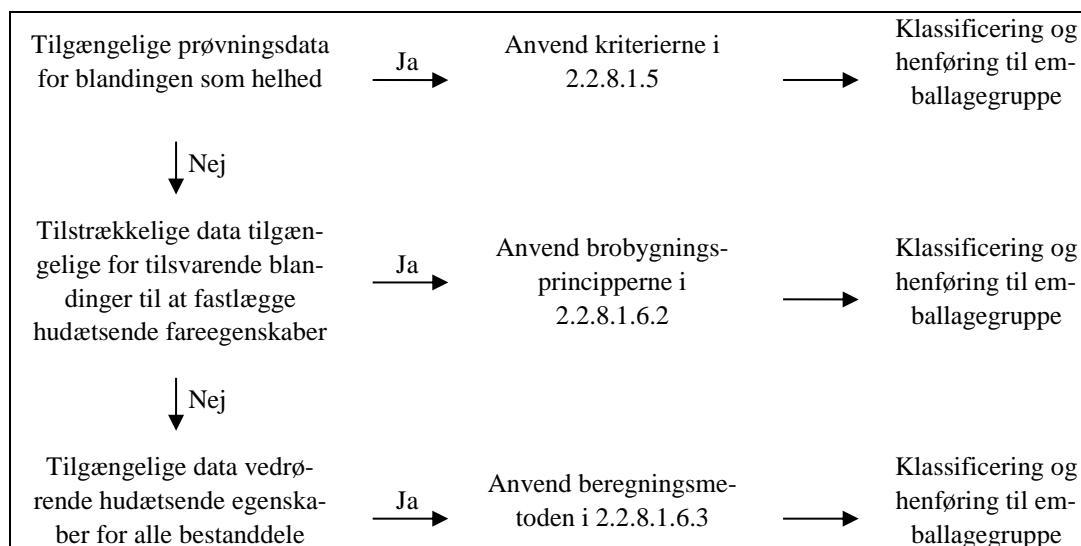 Tilgængelige prøvningsdata
for blandingen som helhed
Ja
Anvend kriterierne i
2.2.8.1.5
Klassificering og
henføring til em-
ballagegruppe
Nej
Tilstrækkelige data tilgæn-
gelige for tilsvarende blan-
dinger til at fastlægge
hudætsende fareegenskaber
Ja
Anvend brobygnings-
principperne i
2.2.8.1.6.2
Klassificering og
henføring til em-
ballagegruppe
Nej
Tilgængelige data vedrø-
rende hudætsende egenska-
ber for alle bestanddele
Ja
Anvend beregningsme-
toden i 2.2.8.1.6.3
Klassificering og
henføring til em-
ballagegruppe